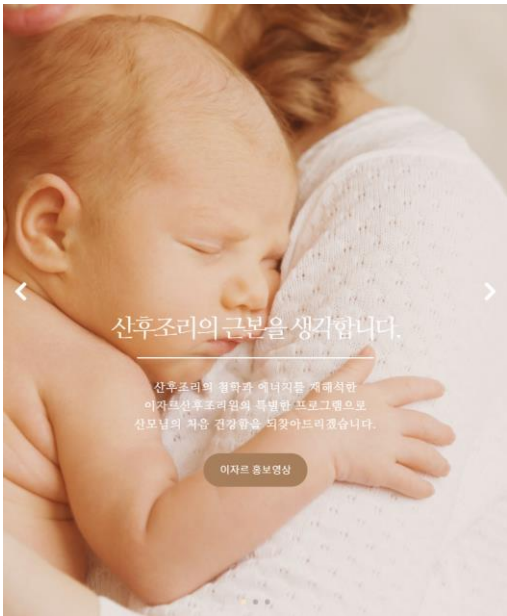 산후조리의 근본을 생각합니다.
산후조리의 철학과 에너지를 재해석한
이자르산후조리원의 특별한 프로그램으로
산모님의 처음 건강함을 되찾아드리겠습니다.
이자르 홍보영상